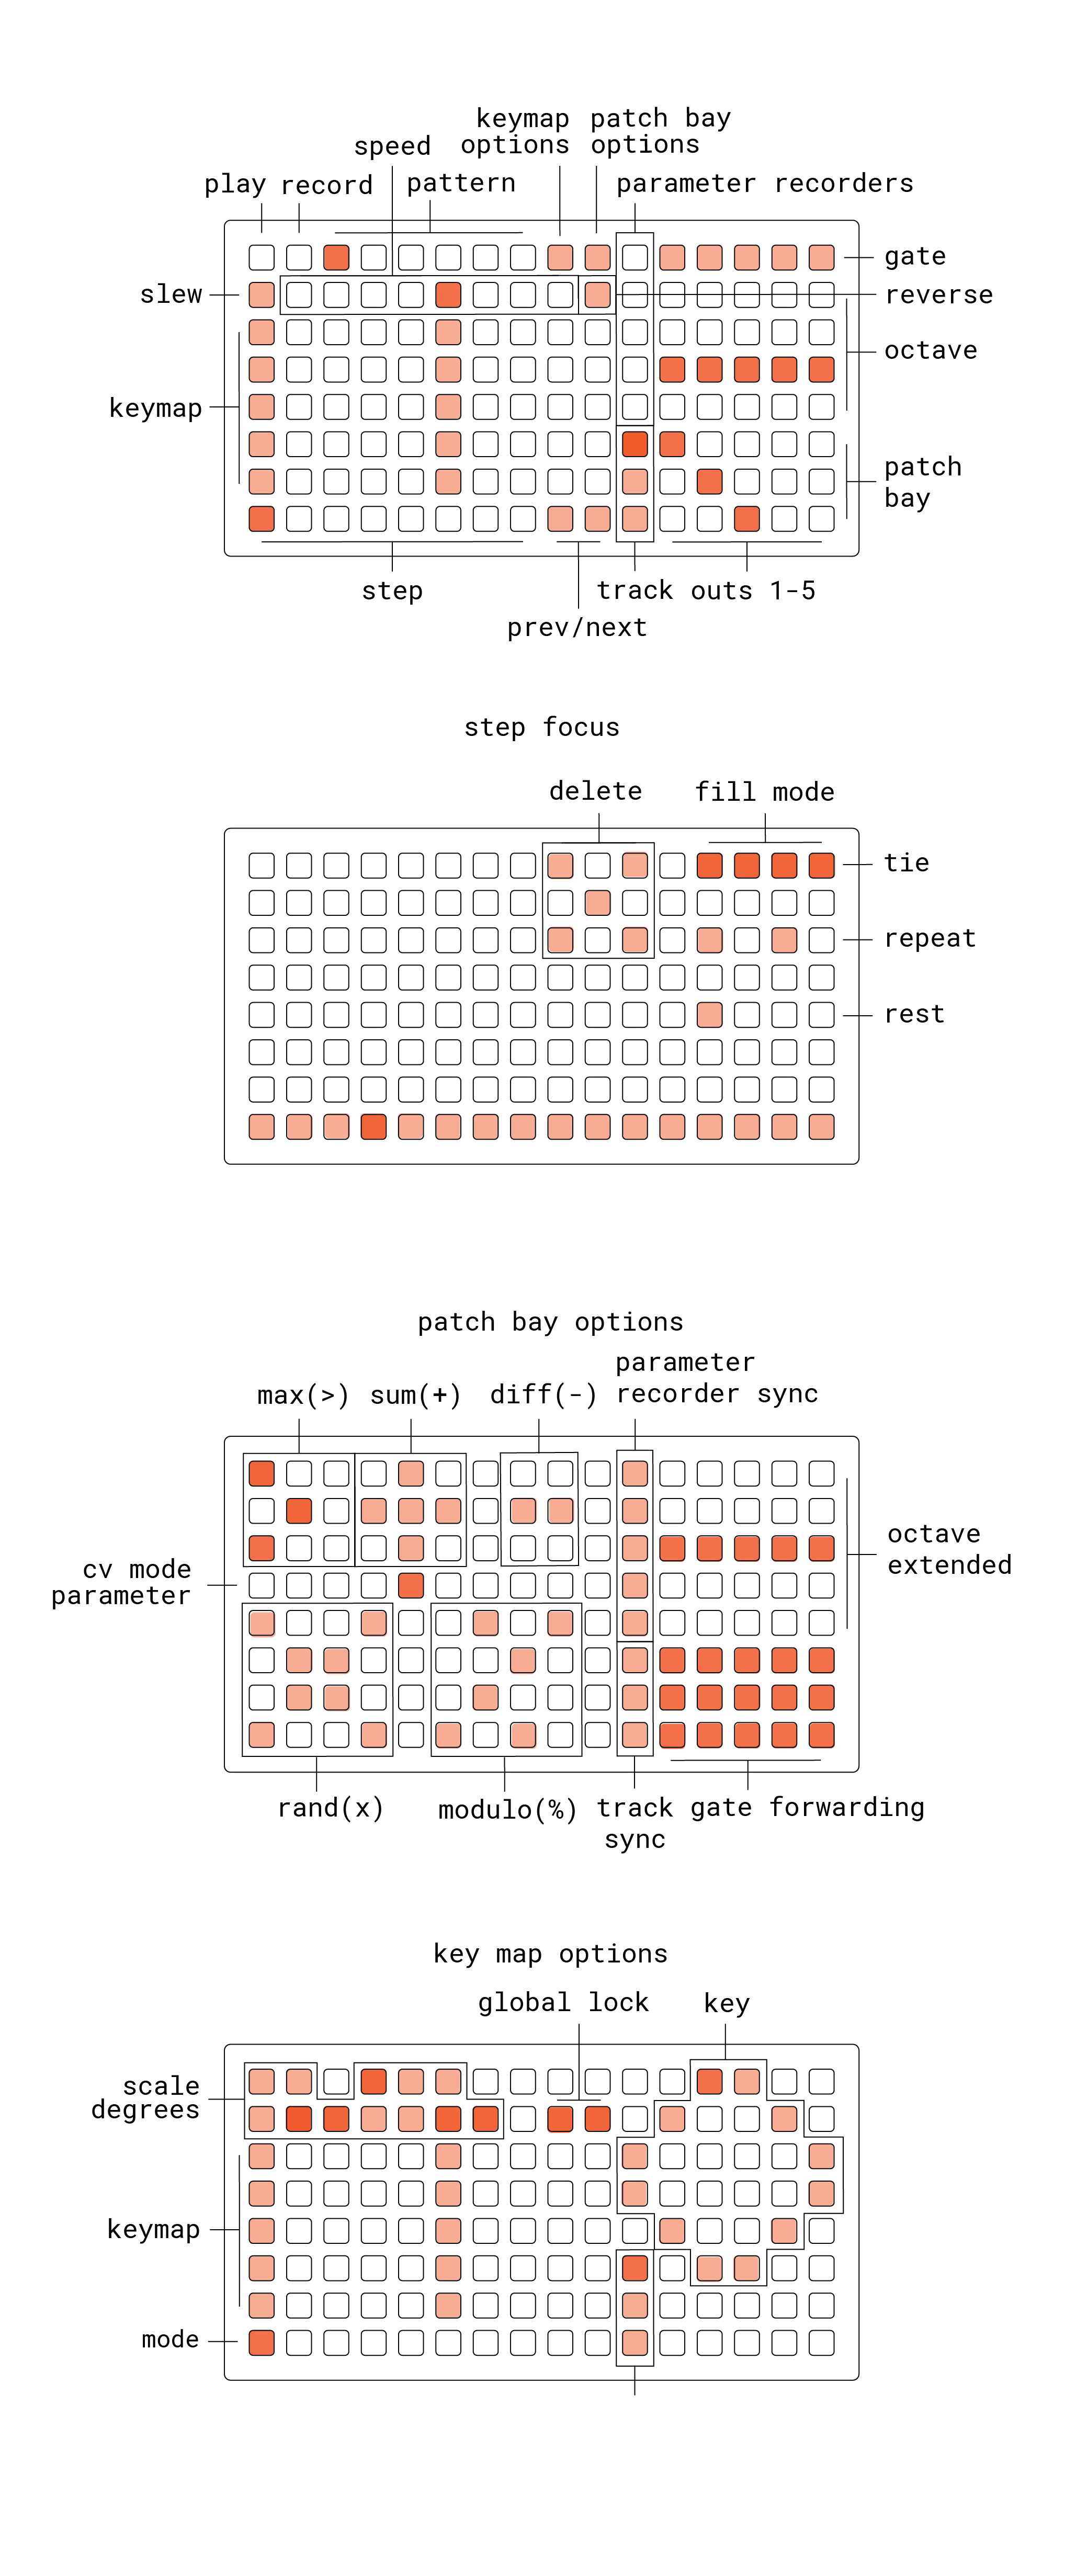 keymap patch bay
speed options options
play record pattern parameter recorders
gate
slew reverse
octave
keymap
patch
bay
step track outs 1-5
prev/next
step focus
delete fill mode
tie
repeat
rest
patch bay options
parameter
max(>) sum(+) diff(-) recorder sync
octave
extended
cv mode
parameter
rand(x) modulo(%) track gate forwarding
sync
key map options
global lock key
scale
degrees
keymap
mode